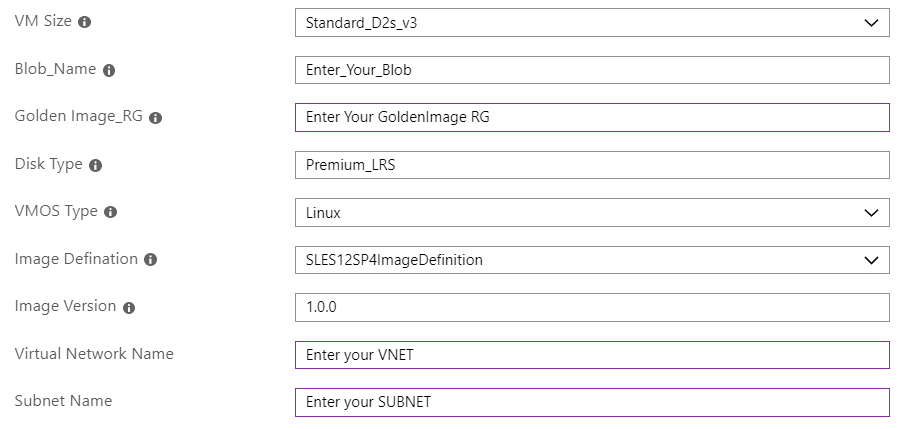 VM Size Standard_D2s_v3
Blob_Name Enter_Your_Blob
Golden Image_RG Enter Your GoldenImage RG
Disk Type Premium_LRS
VMOS Type Linux
Image Defination SLES12SP4ImageDefinition
Image Version 1.0.0
Virtual Network Name Enter your VNET
Subnet Name Enter your SUBNET